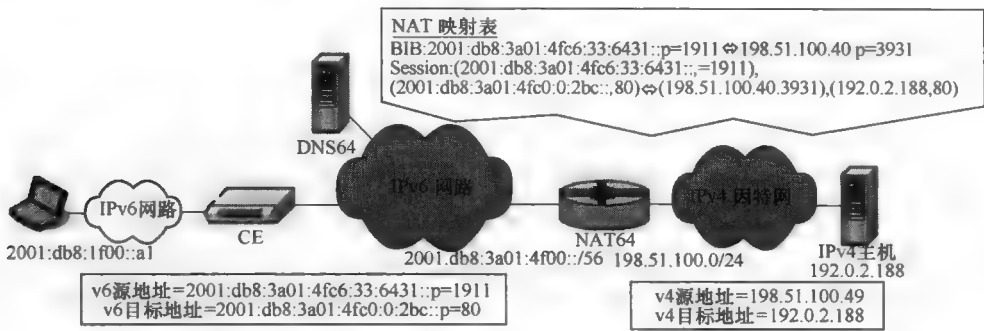 NAT 映射表
BIB:2001:db8:3a01:4fc6:33:6431::p=1911⇔198.51.100.40 p=3931
Session:(2001:db8:3a01:4fc6:33:6431::,=1911),
(2001:db8:3a01:4fc0:0:2bc::,80)⇔(198.51.100.40.3931),(192.0.2.188,80)
DNS64
IPv6网路
CE
IPv6 网路
NAT64
IPv4 因特网
IPv4主机
2001:db8:1f00::a1
2001.db8:3a01:4f00::/56
198.51.100.0/24
192.0.2.188
v6源地址=2001:db8:3a01:4fc6:33:6431::p=1911
v6目标地址=2001:db8:3a01:4fc0:0:2bc::p=80
v4源地址=198.51.100.49
v4目标地址=192.0.2.188